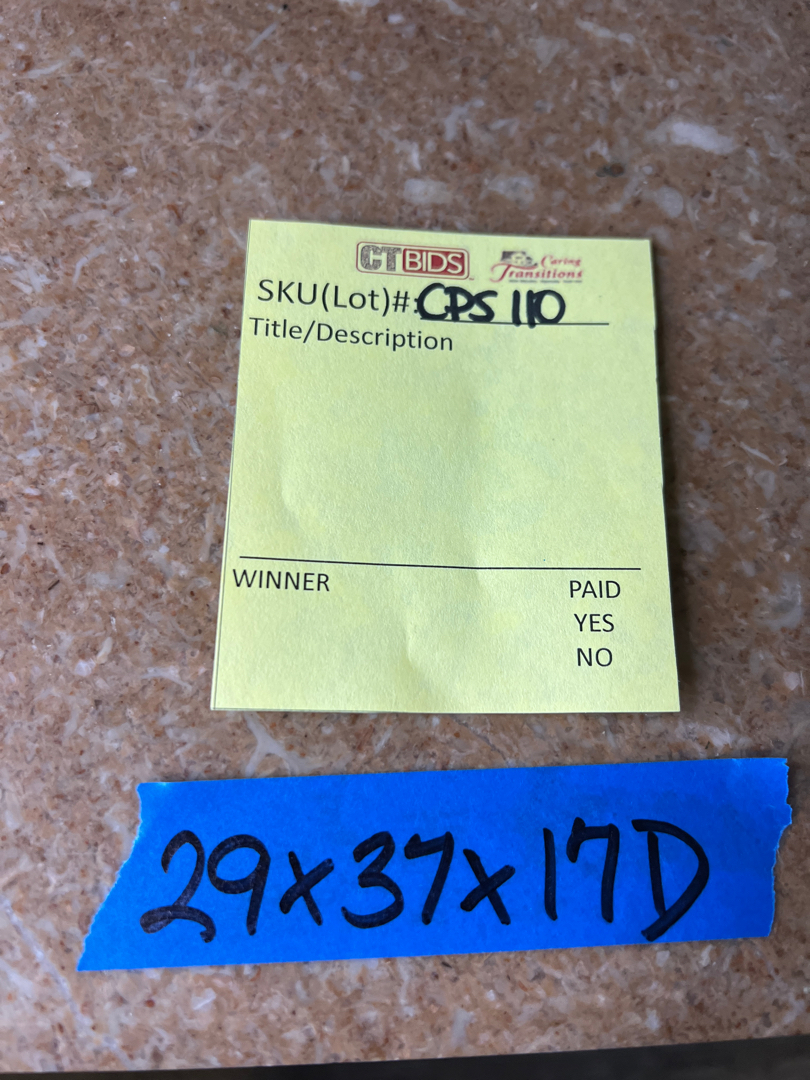 CTBIDS Caring Transitions
SKU(Lot)#: CPS 110
Title/Description
WINNER PAID
YES
NO
29x37x17D